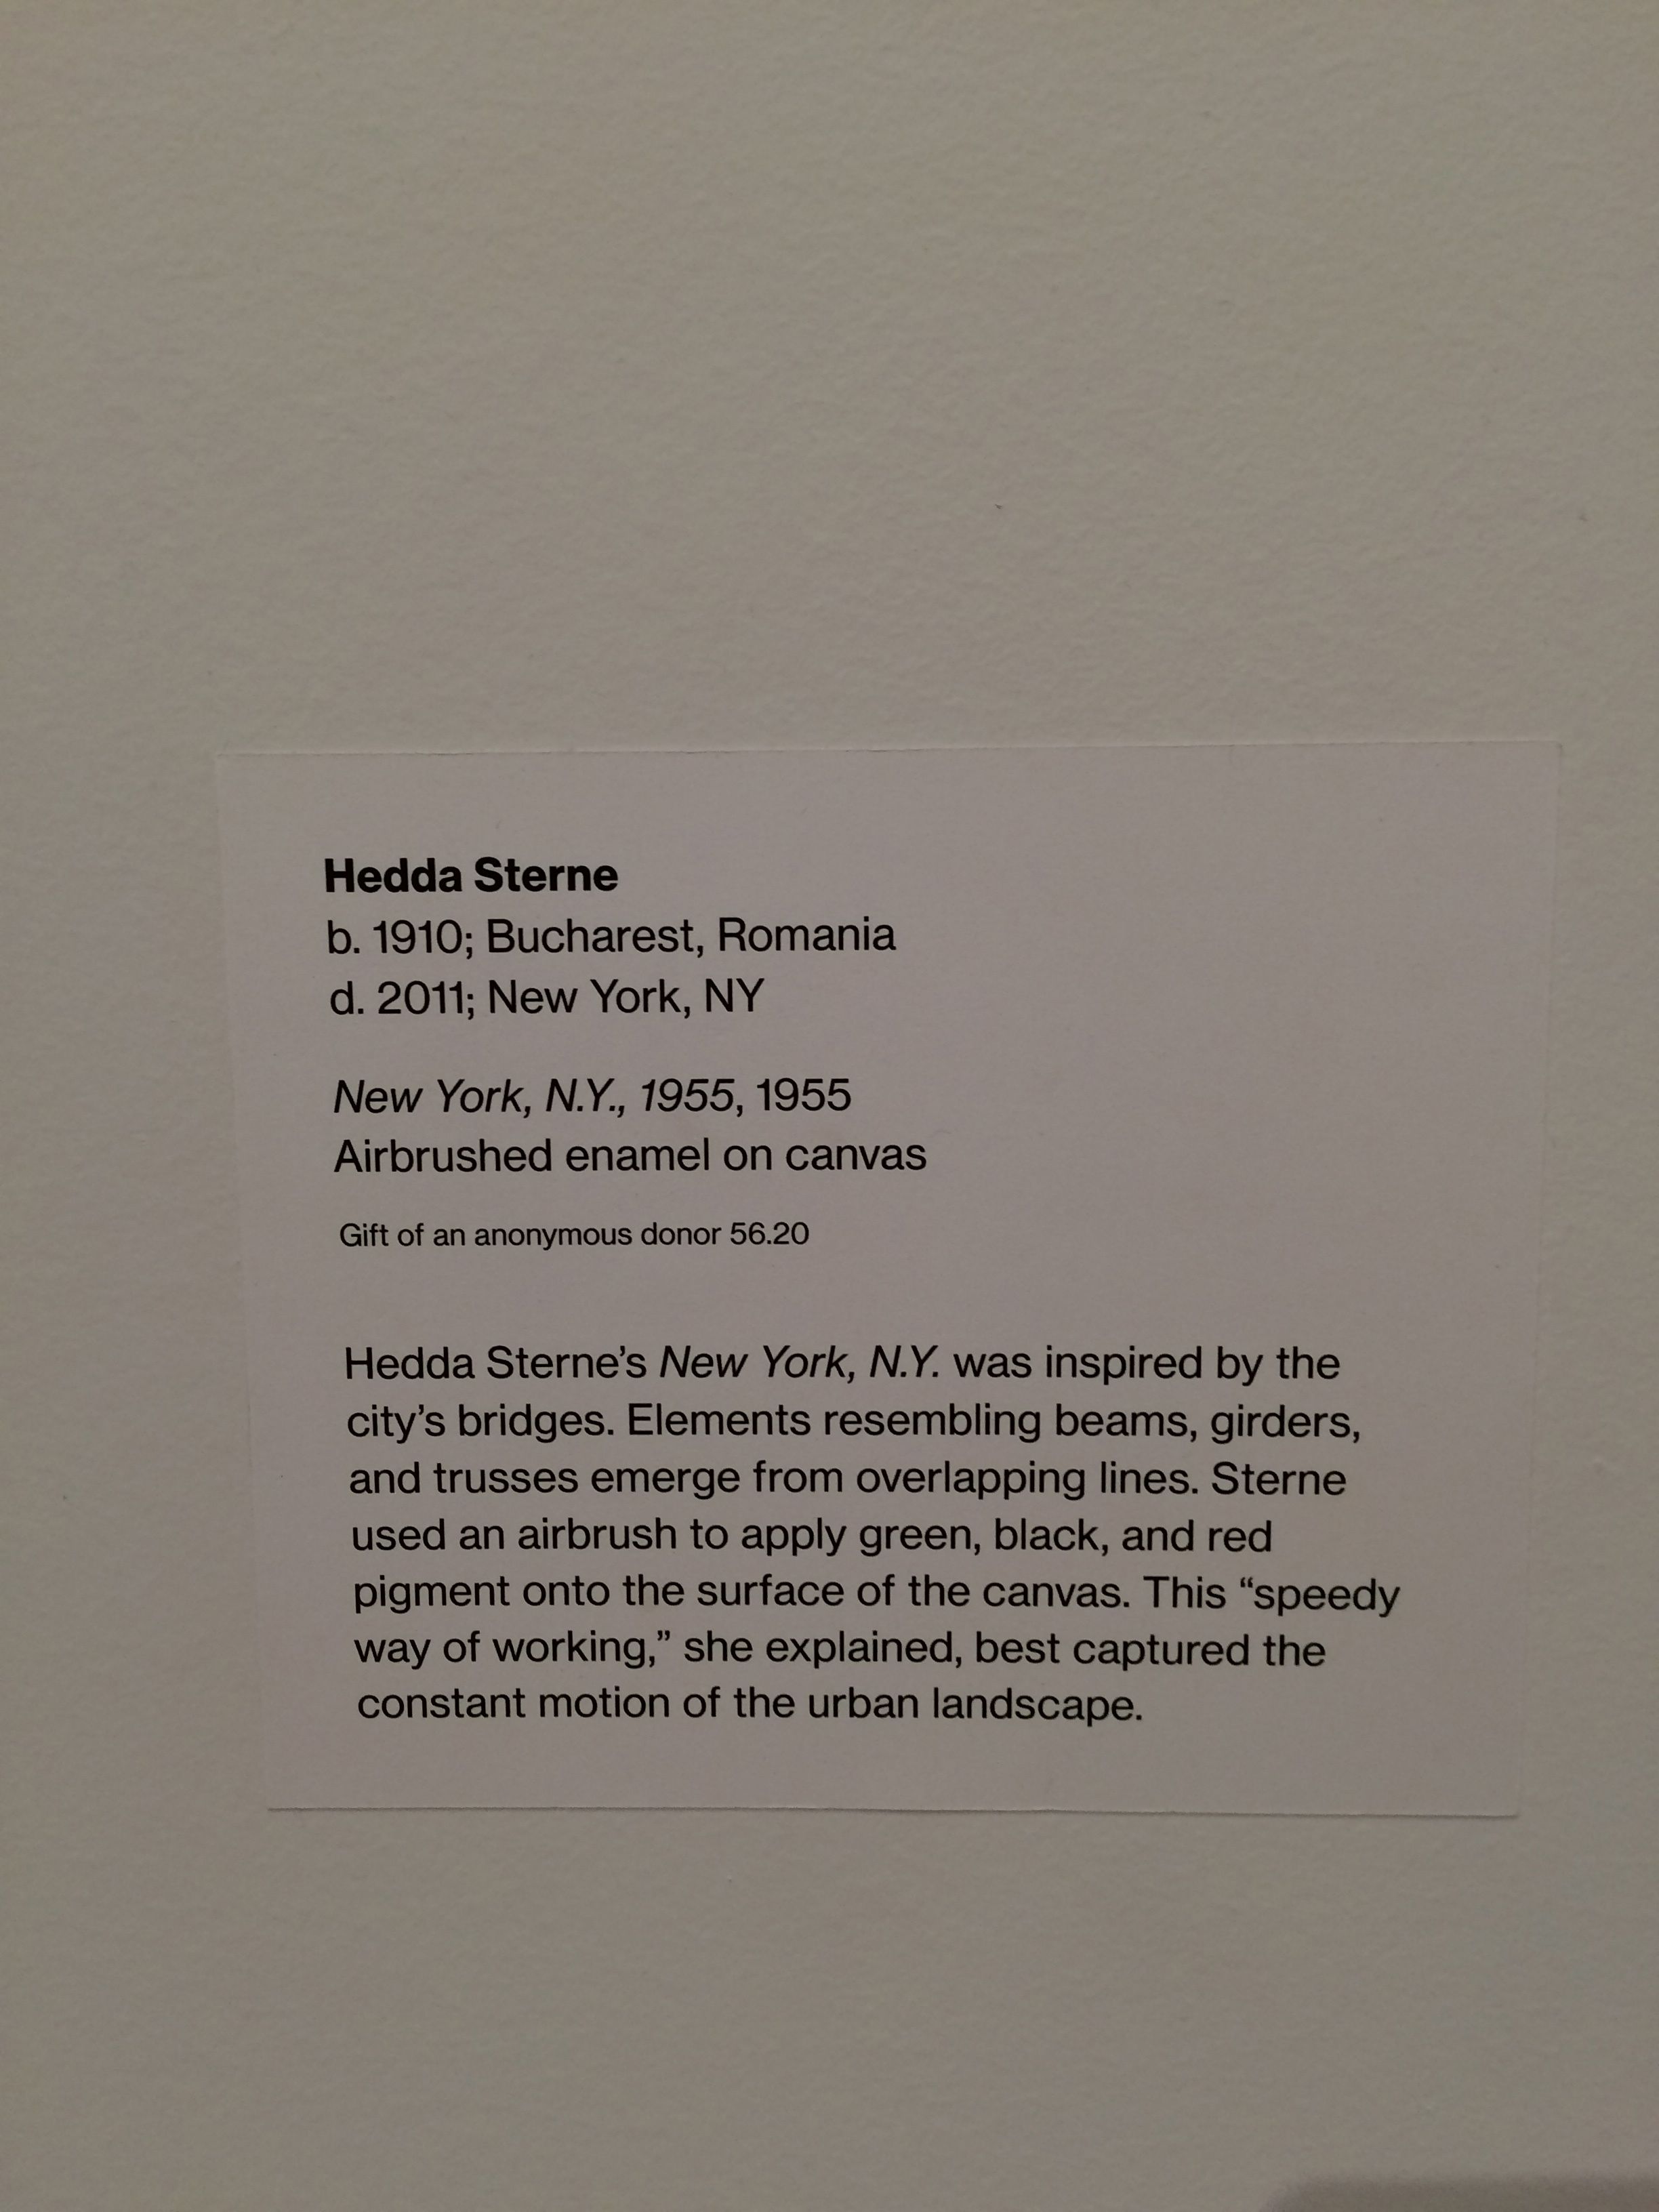 Hedda Sterne
b. 1910; Bucharest, Romania
d. 2011; New York, NY
New York, N.Y., 1955, 1955
Airbrushed enamel on canvas
Gift of an anonymous donor 56.20
Hedda Sterne’s New York, N.Y. was inspired by the
city’s bridges. Elements resembling beams, girders,
and trusses emerge from overlapping lines. Sterne
used an airbrush to apply green, black, and red
pigment onto the surface of the canvas. This “speedy
way of working,” she explained, best captured the
constant motion of the urban landscape.